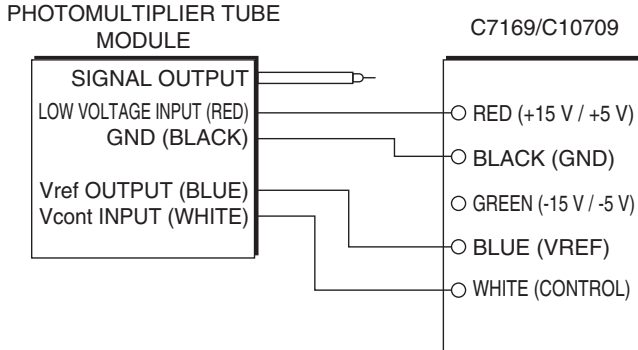 PHOTOMULTIPLIER TUBE
MODULE
SIGNAL OUTPUT
LOW VOLTAGE INPUT (RED)
GND (BLACK)
Vref OUTPUT (BLUE)
Vcont INPUT (WHITE)
C7169/C10709
RED (+15 V / +5 V)
BLACK (GND)
GREEN (-15 V / -5 V)
BLUE (VREF)
WHITE (CONTROL)